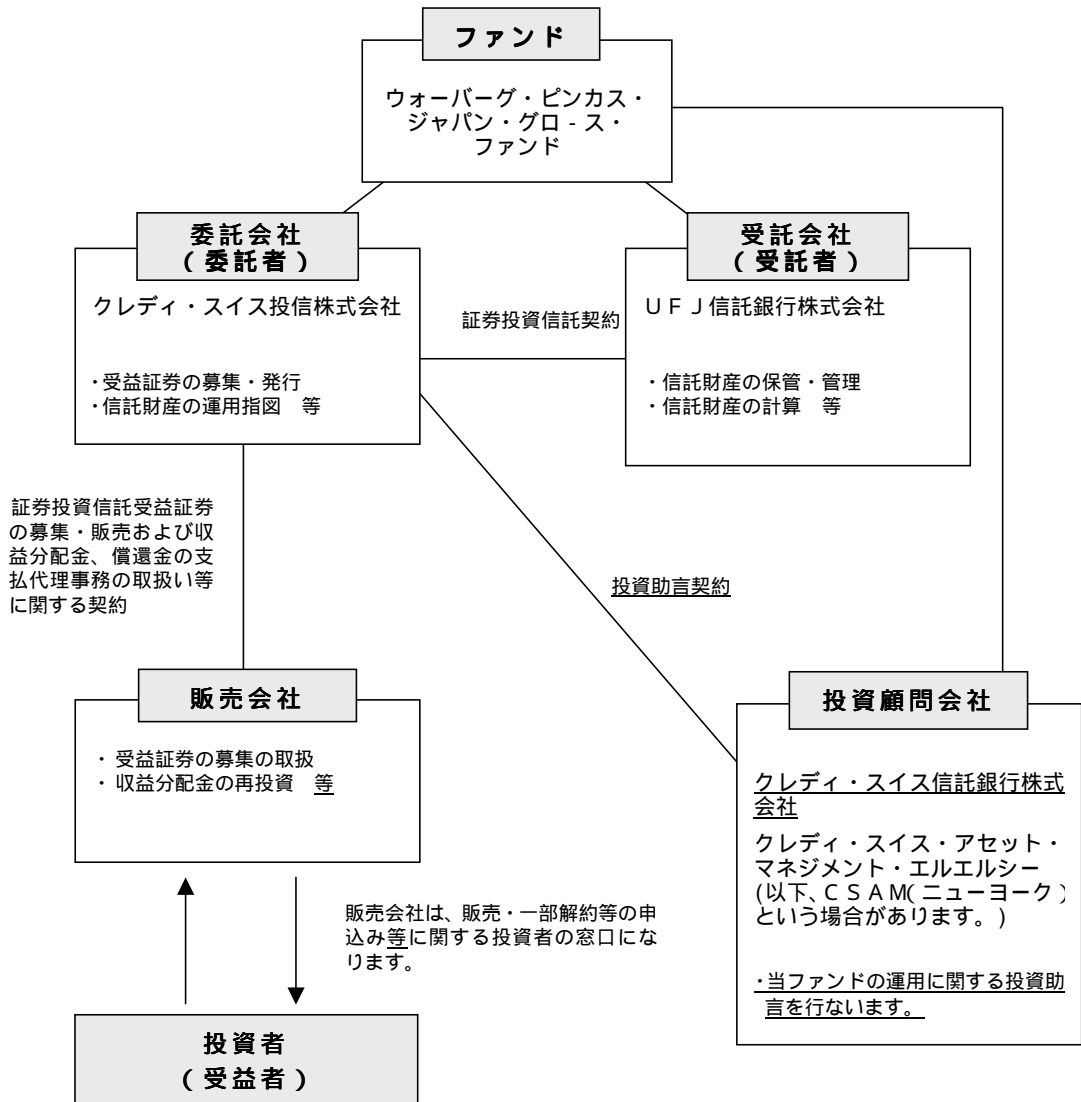 ファンド
ウォーバーグ・ピンカス・
ジャパン・グロ-ス・
ファンド
委託会社
(委託者)
クレディ・スイス投信株式会社
・受益証券の募集・発行
・信託財産の運用指図 等
証券投資信託契約
受託会社
(受託者)
UFJ信託銀行株式会社
・信託財産の保管・管理
・信託財産の計算 等
証券投資信託受益証券
の募集・販売および収
益分配金、償還金の支
払代理事務の取扱い等
に関する契約
投資助言契約
販売会社
・受益証券の募集の取扱
・収益分配金の再投資 等
投資顧問会社
クレディ・スイス信託銀行株式
会社
クレディ・スイス・アセット・
マネジメント・エルエルシー
(以下、CSAM(ニューヨーク)
という場合があります。)
・当ファンドの運用に関する投資助
言を行ないます。
販売会社は、販売・一部解約等の申
込み等に関する投資者の窓口にな
ります。
投資者
(受益者)